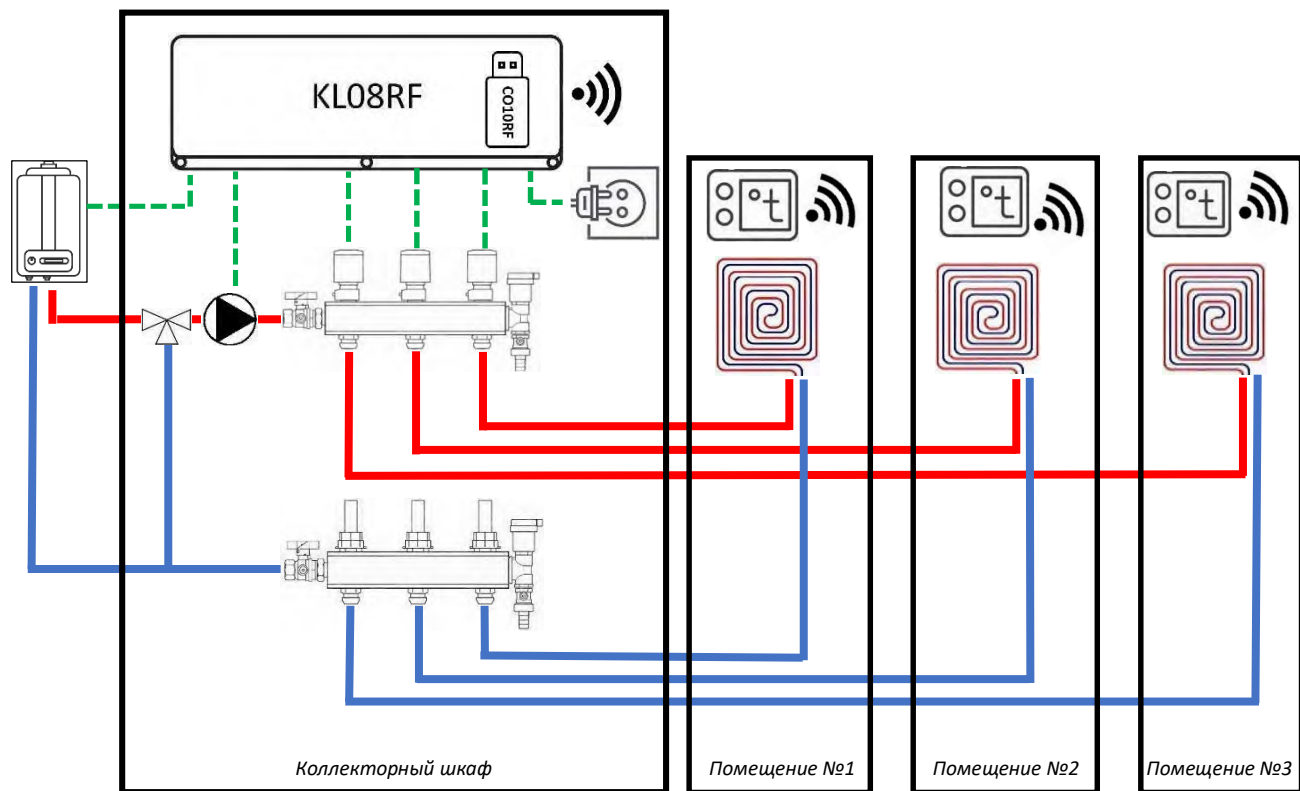 KL08RF
CO10RF
°t
°t
°t
Коллекторный шкаф
Помещение №1
Помещение №2
Помещение №3